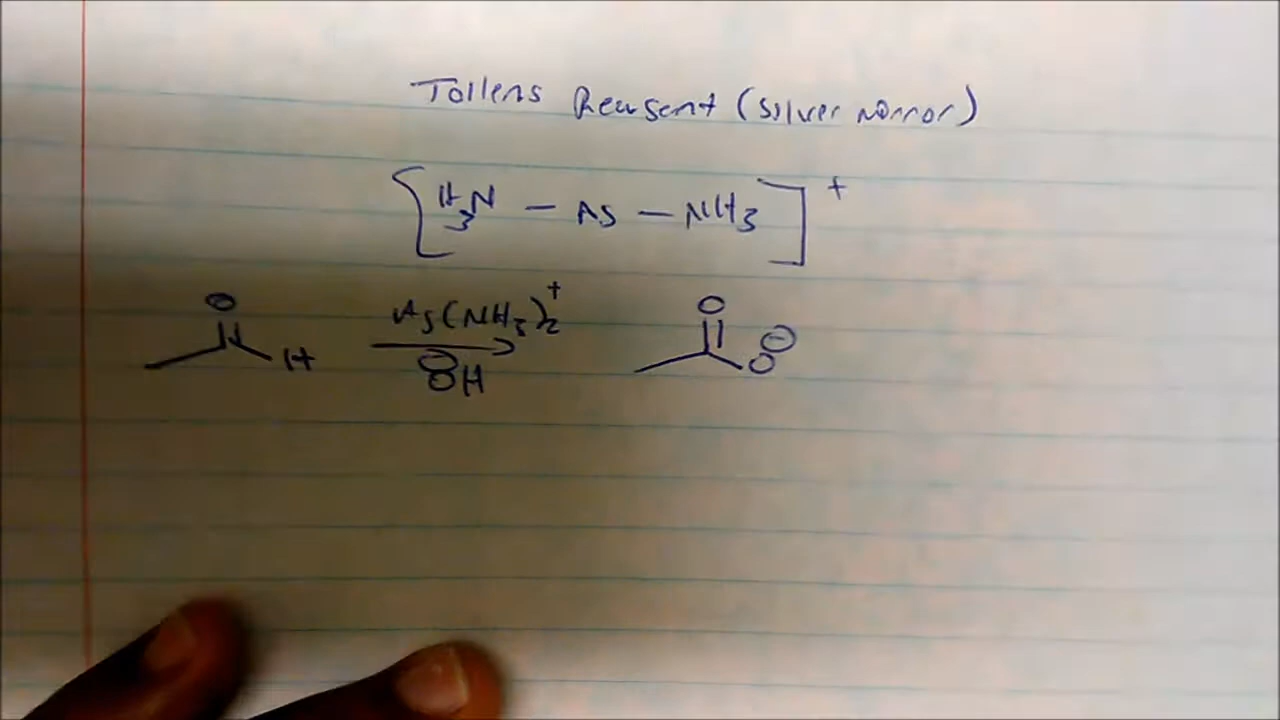 Tollens Reagent (silver mirror)
[H₃N – Ag – NH₃]⁺
O Ag(NH₃)₂⁺ O
H ⊖OH O⊖